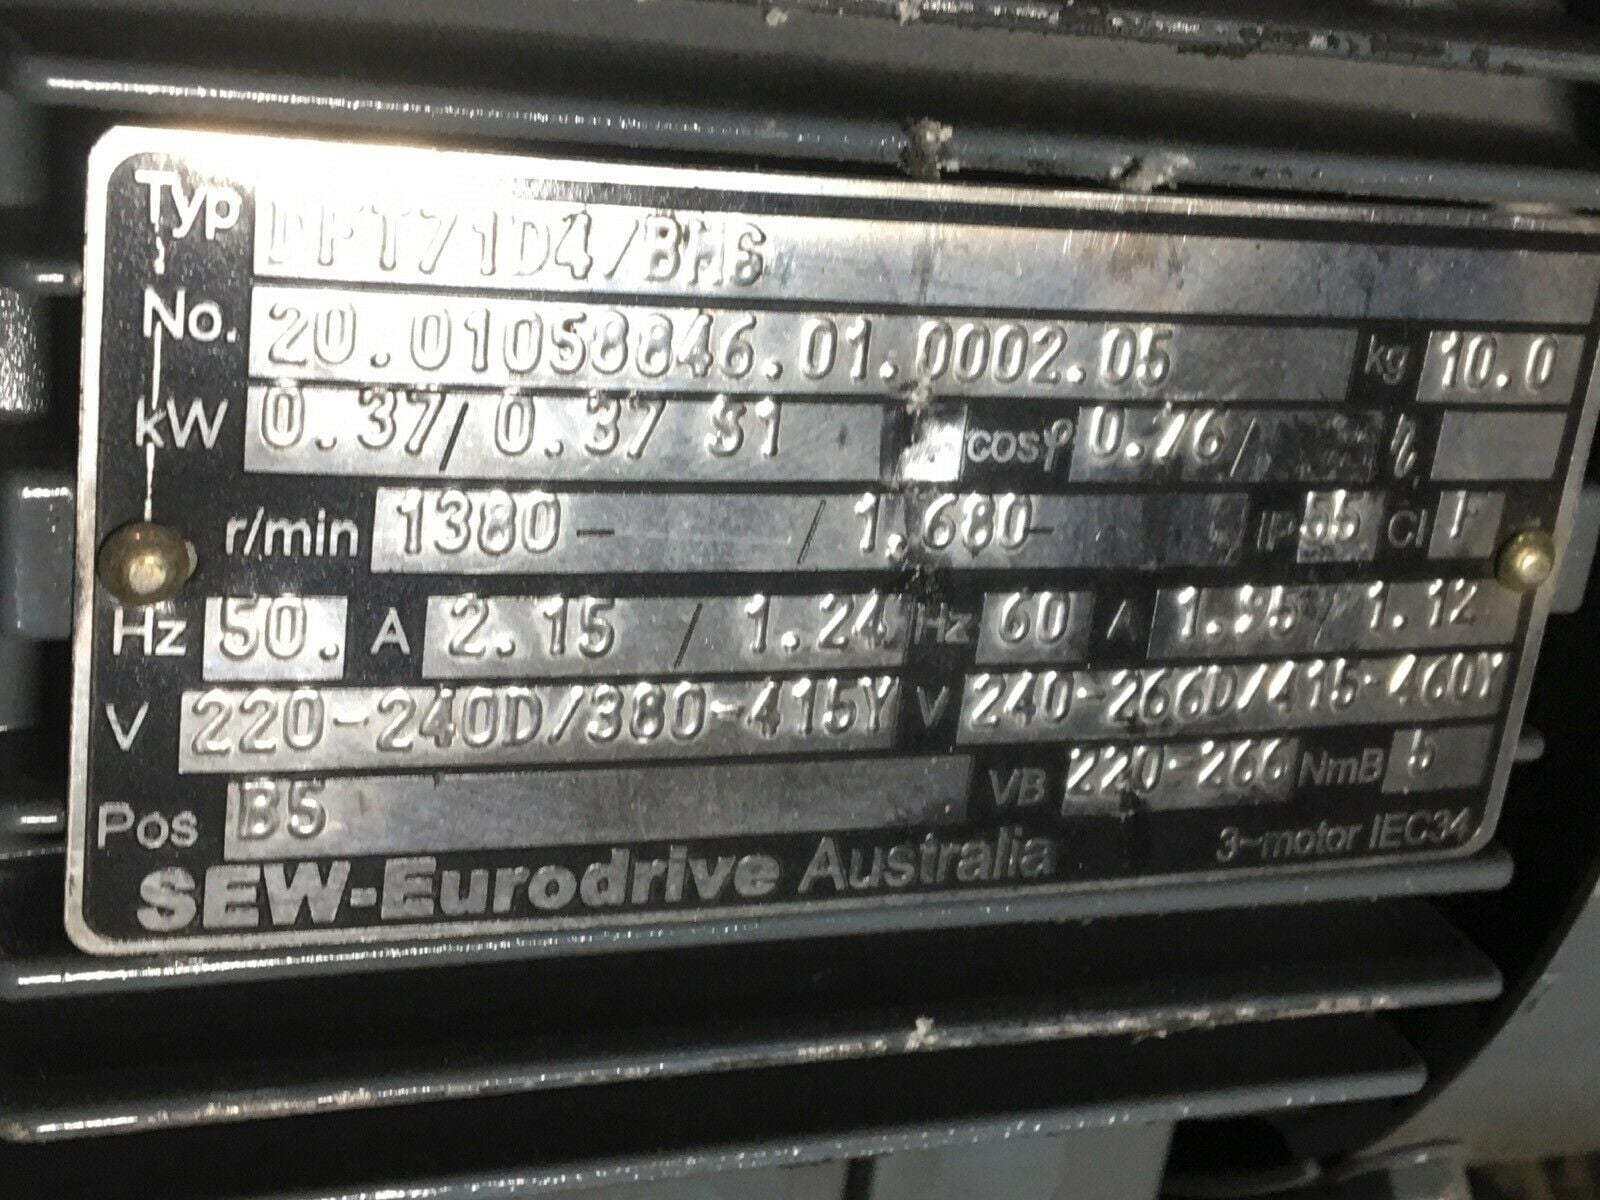 Typ DFT71D4/BMG
No. 20.01058846.01.0002.05 kg 10.0
kW 0.37/0.37 S1 cosφ 0.76/ η
r/min 1380- / 1.680- IP 55 Cl F
Hz 50. A 2.15 / 1.24 Hz 60 A / 1.12
V 220-240D/380-415Y V 240-266D/415-460Y
Pos B5 VB 220-266 NmB 5
SEW-Eurodrive Australia 3~motor IEC34